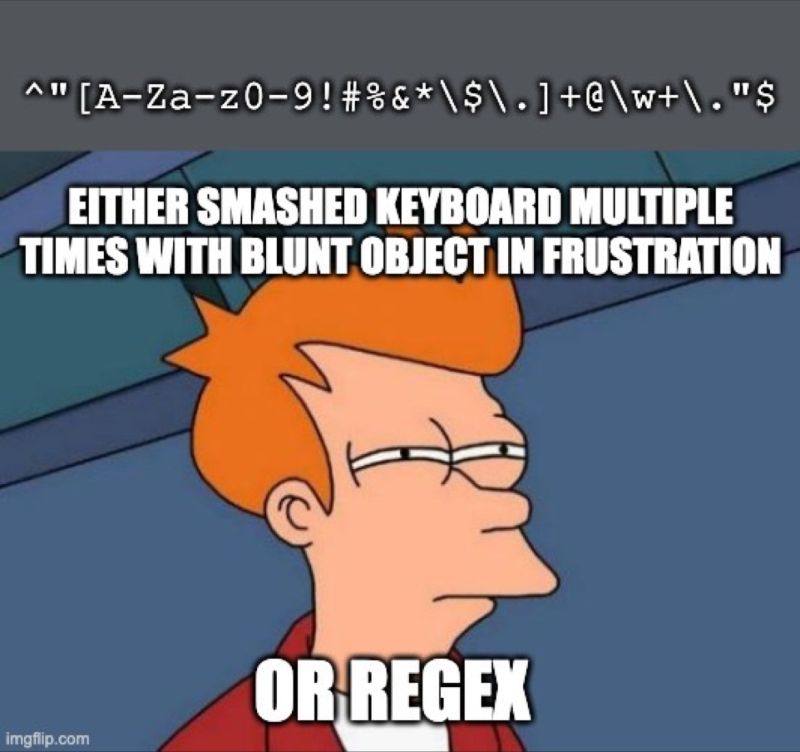 ^"[A-Za-z0-9!#%&*\$\.]+@\w+\."$
EITHER SMASHED KEYBOARD MULTIPLE
TIMES WITH BLUNT OBJECT IN FRUSTRATION
OR REGEX
imgflip.com